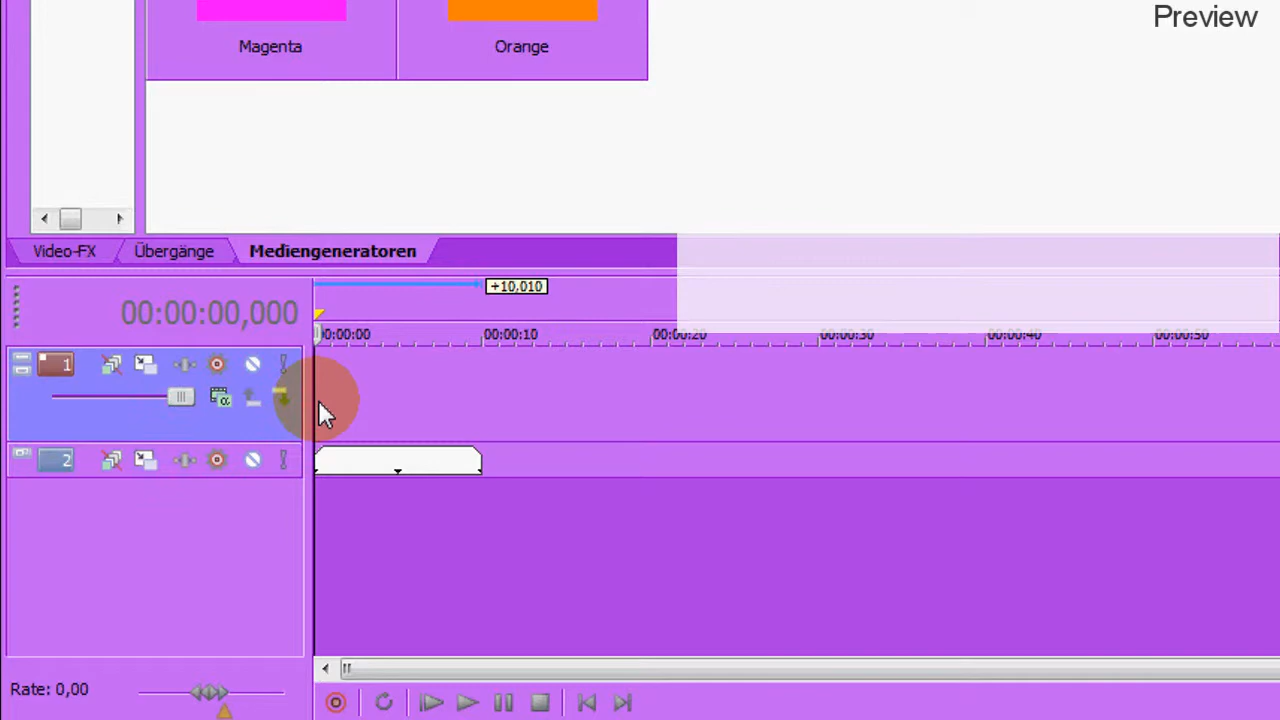 Preview
Magenta
Orange
Video-FX
Übergänge
Mediengeneratoren
+10,010
00:00:00,000
0:00:00
00:00:10
00:00:20
00:00:30
00:00:40
00:00:50
1
2
Rate: 0,00